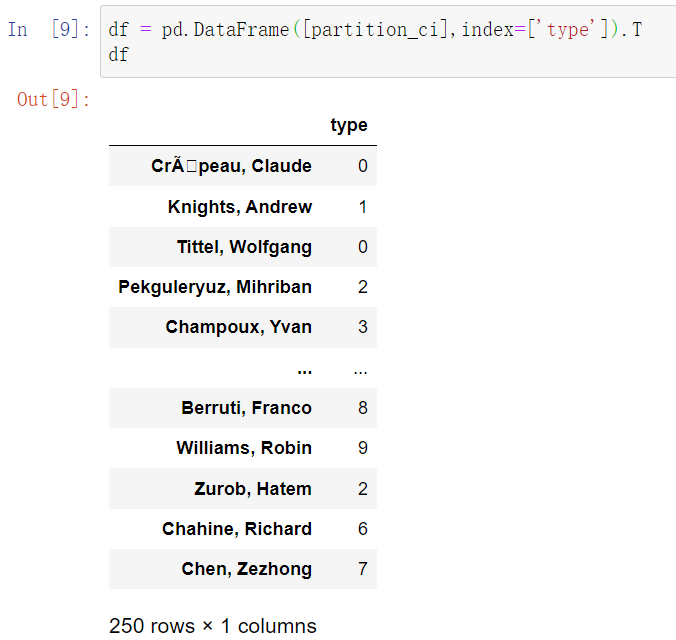 In [9]: df = pd.DataFrame([partition_ci],index=['type']).T
df
Out[9]:
type
CrÃ□peau, Claude 0
Knights, Andrew 1
Tittel, Wolfgang 0
Pekguleryuz, Mihriban 2
Champoux, Yvan 3
... ...
Berruti, Franco 8
Williams, Robin 9
Zurob, Hatem 2
Chahine, Richard 6
Chen, Zezhong 7
250 rows × 1 columns